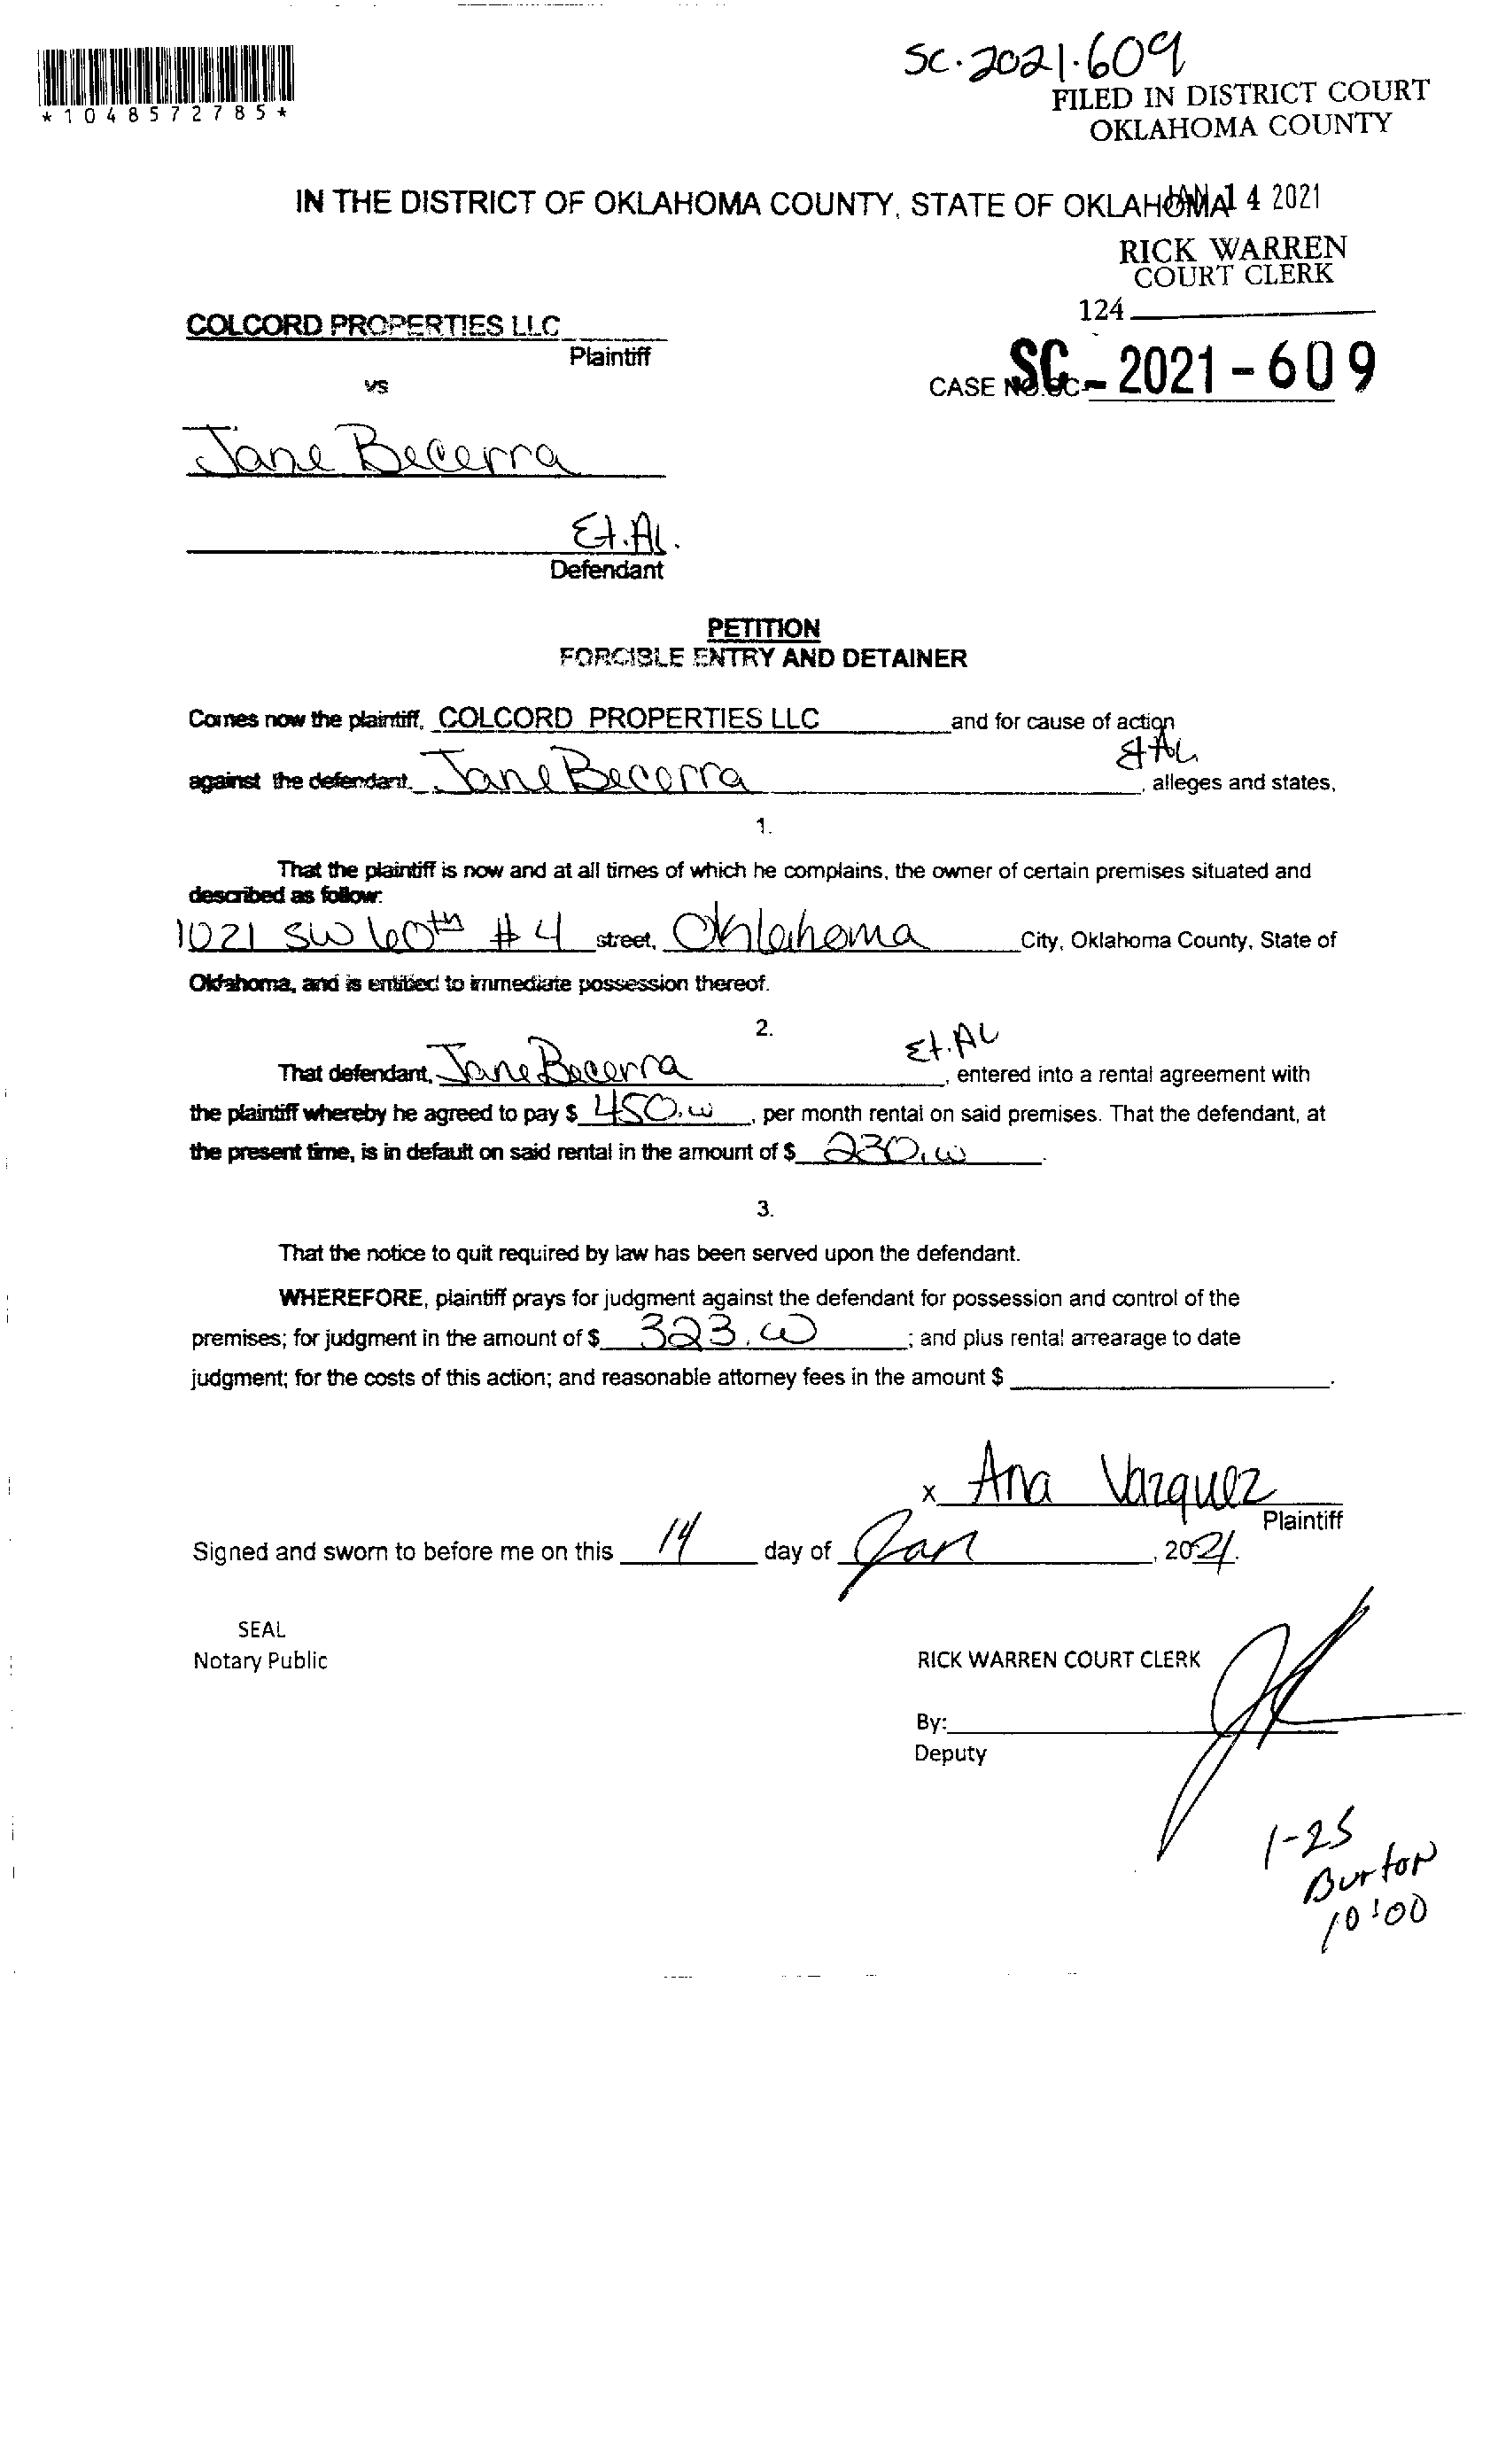 SC.2021.609
FILED IN DISTRICT COURT
OKLAHOMA COUNTY
*1048572785*
IN THE DISTRICT OF OKLAHOMA COUNTY, STATE OF OKLAHOMA
JAN 14 2021
RICK WARREN
COURT CLERK
124
COLCORD PROPERTIES LLC
Plaintiff
vs
CASE NO. SC-
SC - 2021 - 609
Jane Becerra
Et.Al.
Defendant
PETITION
FORCIBLE ENTRY AND DETAINER
Comes now the plaintiff, COLCORD PROPERTIES LLC and for cause of action
against the defendant, Jane Becerra Et AL, alleges and states,
1.
That the plaintiff is now and at all times of which he complains, the owner of certain premises situated and
described as follow:
1021 SW 60th #4 street, Oklahoma City, Oklahoma County, State of
Oklahoma, and is entitled to immediate possession thereof.
2.
That defendant, Jane Becerra Et.AL, entered into a rental agreement with
the plaintiff whereby he agreed to pay $ 450.00, per month rental on said premises. That the defendant, at
the present time, is in default on said rental in the amount of $ 230.00.
3.
That the notice to quit required by law has been served upon the defendant.
WHEREFORE, plaintiff prays for judgment against the defendant for possession and control of the
premises; for judgment in the amount of $ 323.00; and plus rental arrearage to date
judgment; for the costs of this action; and reasonable attorney fees in the amount $ .
x Ana Vazquez
Plaintiff
Signed and sworn to before me on this 14 day of Jan, 2021.
SEAL
Notary Public
RICK WARREN COURT CLERK
By:
Deputy
1-25
Burton
10:00